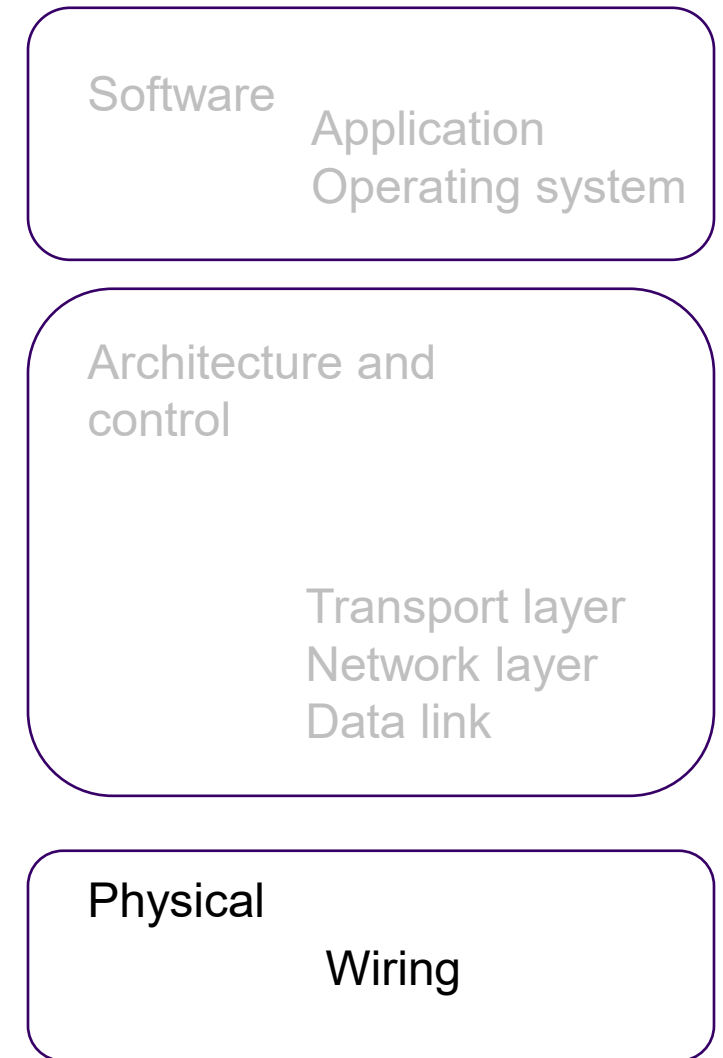 Software
Application
Operating system
Architecture and
control
Transport layer
Network layer
Data link
Physical
Wiring